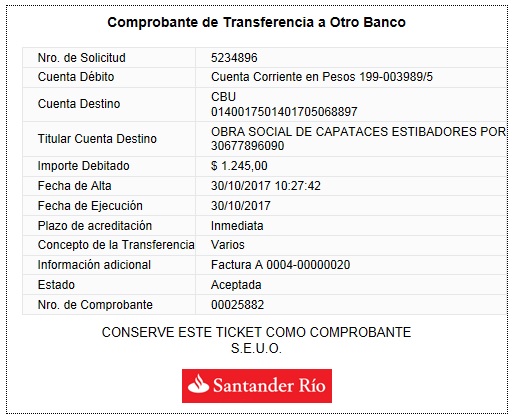 Comprobante de Transferencia a Otro Banco
Nro. de Solicitud 5234896
Cuenta Débito Cuenta Corriente en Pesos 199-003989/5
Cuenta Destino CBU
0140017501401705068897
Titular Cuenta Destino OBRA SOCIAL DE CAPATACES ESTIBADORES POR
30677896090
Importe Debitado $ 1.245,00
Fecha de Alta 30/10/2017 10:27:42
Fecha de Ejecución 30/10/2017
Plazo de acreditación Inmediata
Concepto de la Transferencia Varios
Información adicional Factura A 0004-00000020
Estado Aceptada
Nro. de Comprobante 00025882
CONSERVE ESTE TICKET COMO COMPROBANTE
S.E.U.O.
Santander Río